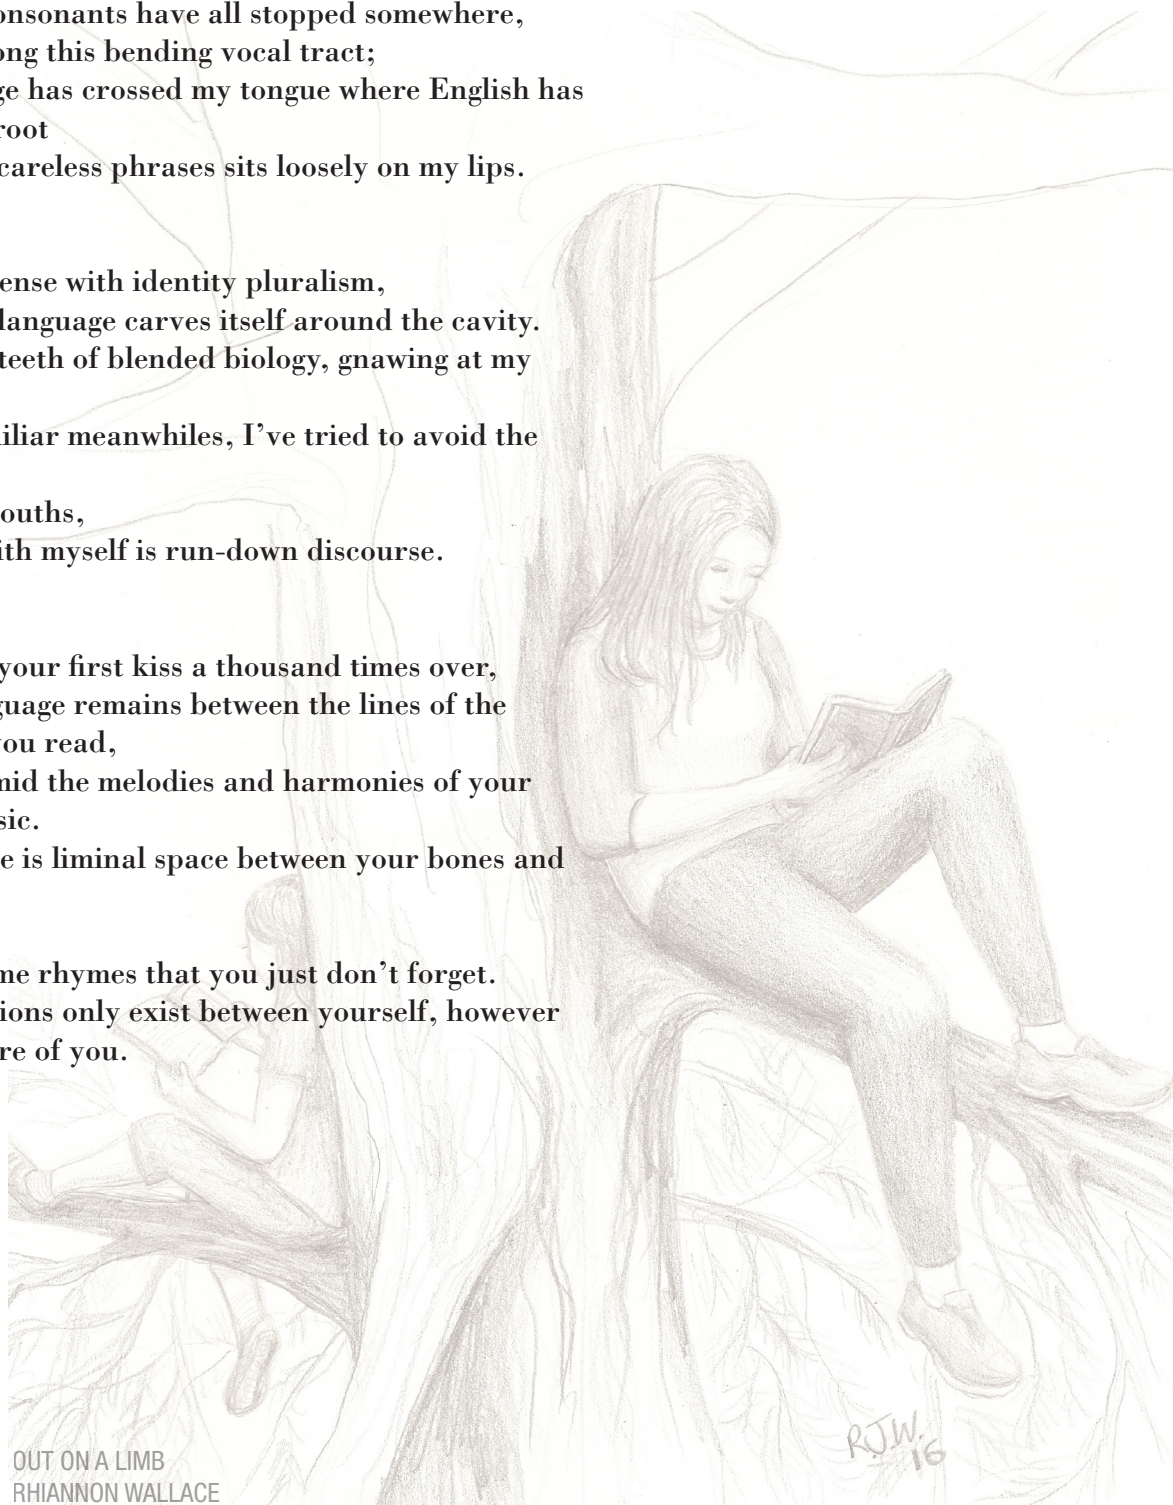 onsonants have all stopped somewhere,
ong this bending vocal tract;
ge has crossed my tongue where English has
root
careless phrases sits loosely on my lips.
ense with identity pluralism,
language carves itself around the cavity.
teeth of blended biology, gnawing at my
iliar meanwhiles, I’ve tried to avoid the
ouths,
ith myself is run-down discourse.
your first kiss a thousand times over,
guage remains between the lines of the
you read,
mid the melodies and harmonies of your
sic.
e is liminal space between your bones and
me rhymes that you just don’t forget.
ions only exist between yourself, however
re of you.
R.J.W.
16
OUT ON A LIMB
RHIANNON WALLACE